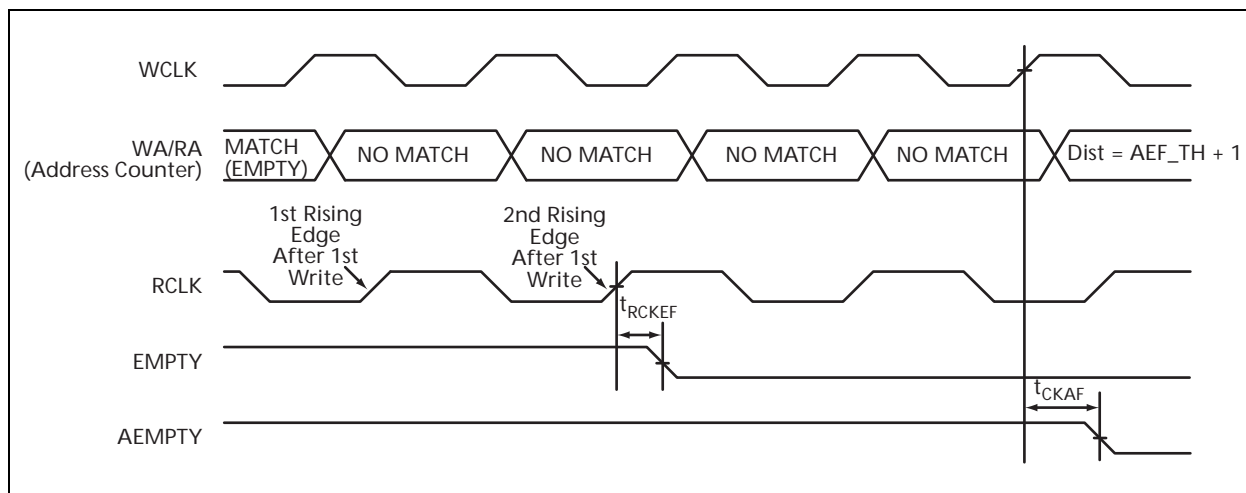 WCLK
WA/RA
(Address Counter)
MATCH
(EMPTY)
NO MATCH
NO MATCH
NO MATCH
NO MATCH
Dist = AEF_TH + 1
1st Rising
Edge
After 1st
Write
2nd Rising
Edge
After 1st
Write
RCLK
tRCKEF
EMPTY
tCKAF
AEMPTY